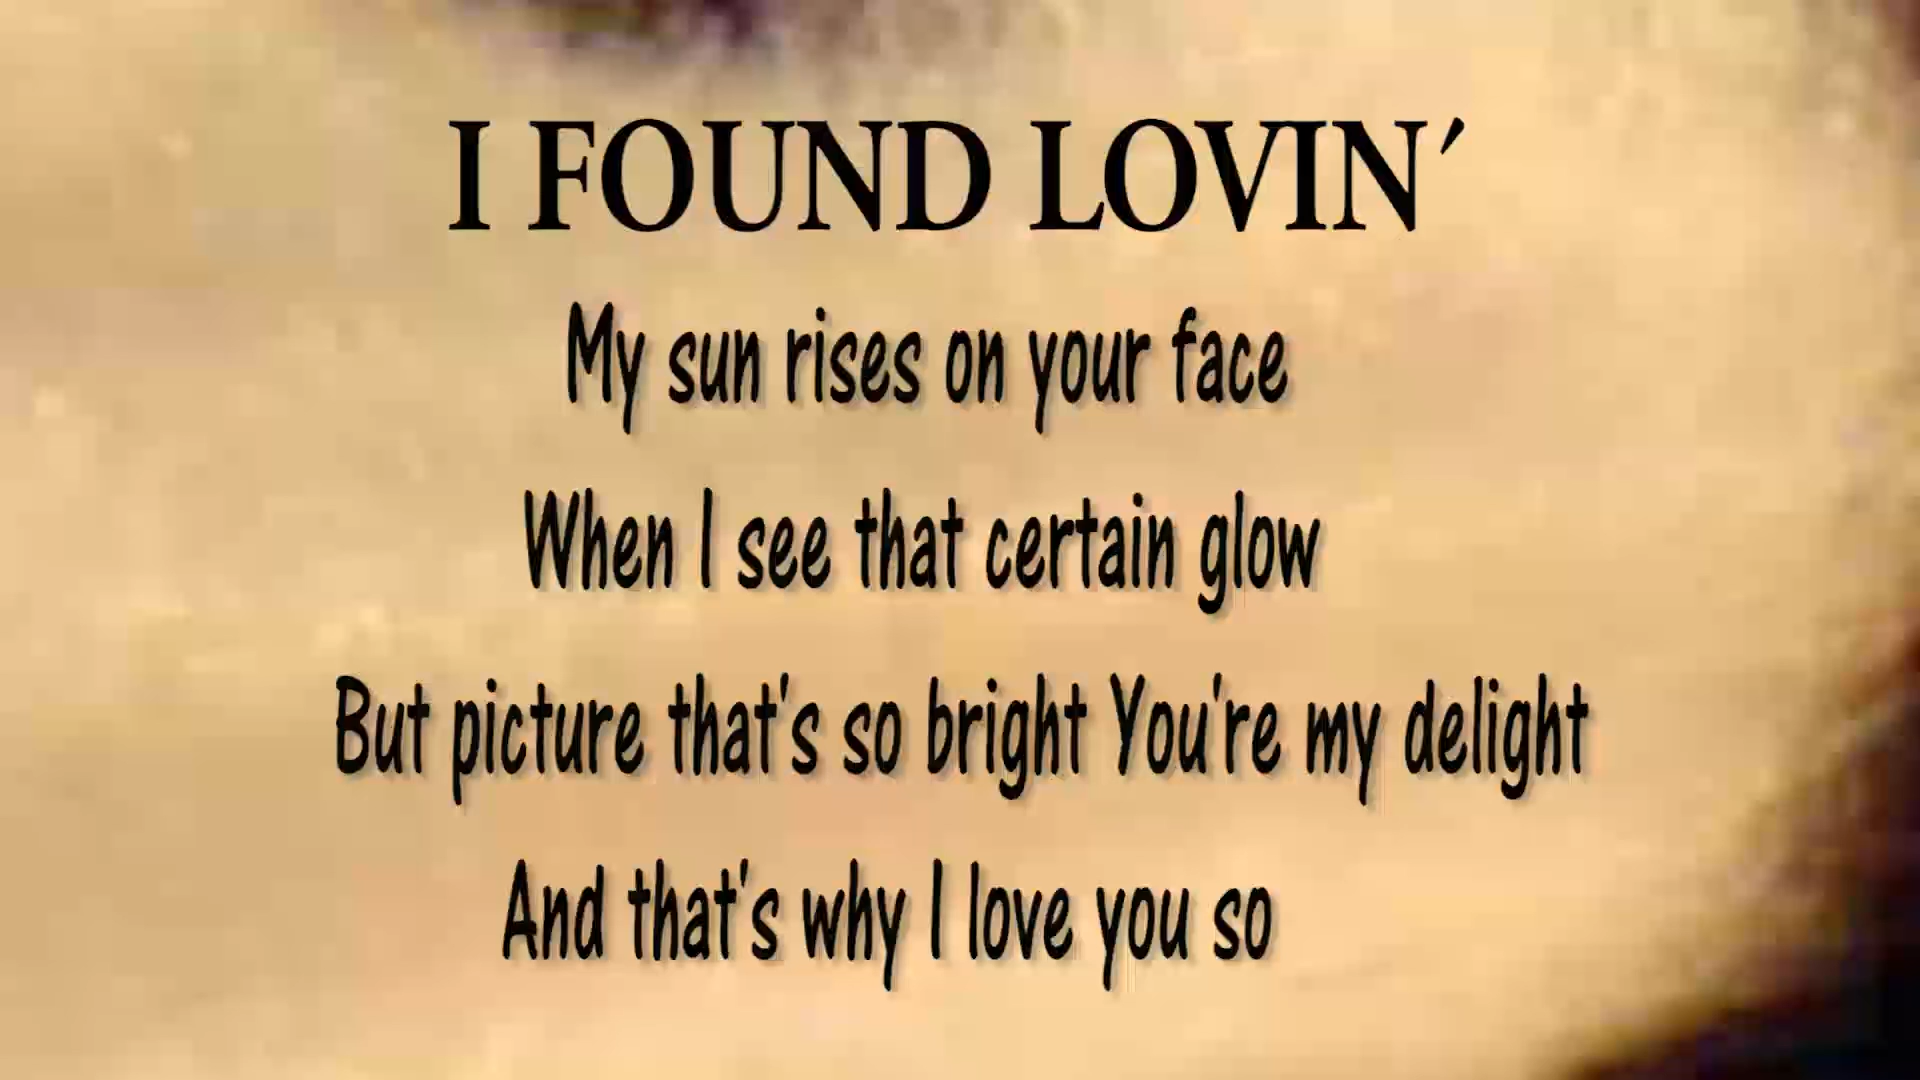 I FOUND LOVIN´
My sun rises on your face
When I see that certain glow
But picture that's so bright You're my delight
And that's why I love you so